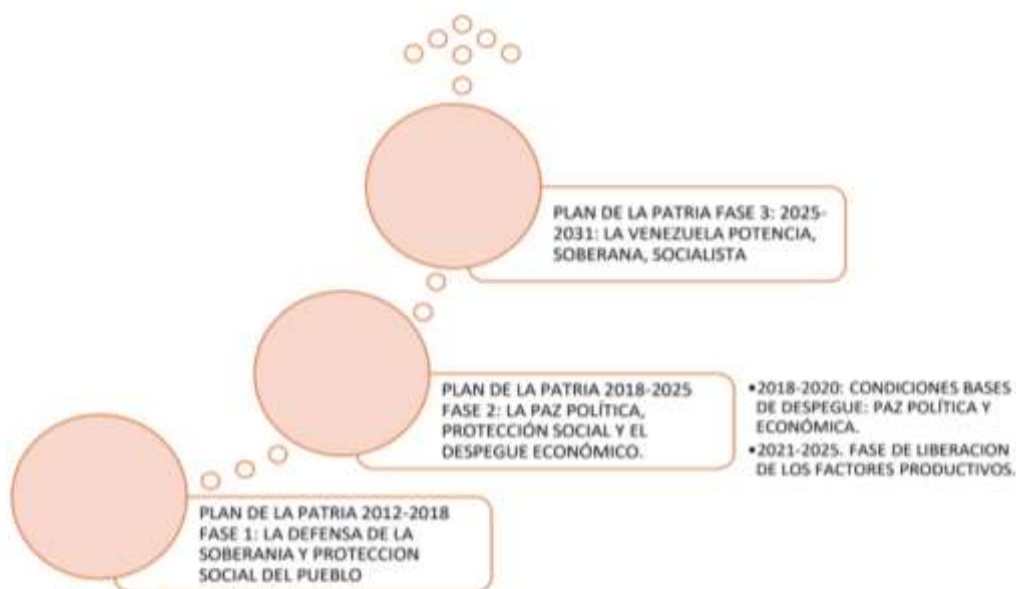 PLAN DE LA PATRIA FASE 3: 2025-
2031: LA VENEZUELA POTENCIA,
SOBERANA, SOCIALISTA
PLAN DE LA PATRIA 2018-2025
FASE 2: LA PAZ POLÍTICA,
PROTECCIÓN SOCIAL Y EL
DESPEGUE ECONÓMICO.
•2018-2020: CONDICIONES BASES
DE DESPEGUE: PAZ POLÍTICA Y
ECONÓMICA.
•2021-2025. FASE DE LIBERACION
DE LOS FACTORES PRODUCTIVOS.
PLAN DE LA PATRIA 2012-2018
FASE 1: LA DEFENSA DE LA
SOBERANIA Y PROTECCION
SOCIAL DEL PUEBLO